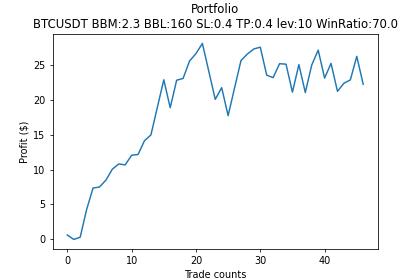 Portfolio
BTCUSDT BBM:2.3 BBL:160 SL:0.4 TP:0.4 lev:10 WinRatio:70.0
Profit ($)
25
20
15
10
5
0
0
10
20
30
40
Trade counts